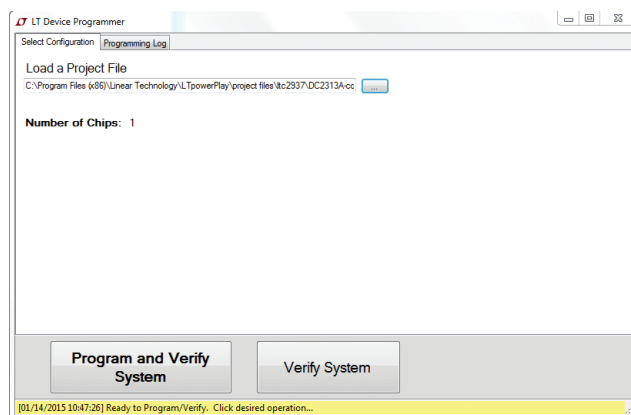 LT Device Programmer
Select Configuration Programming Log
Load a Project File
C:\Program Files (x86)\Linear Technology\LTpowerPlay\project files\ltc2937\DC2313A-cc ...
Number of Chips: 1
Program and Verify
System
Verify System
[01/14/2015 10:47:26] Ready to Program/Verify. Click desired operation...